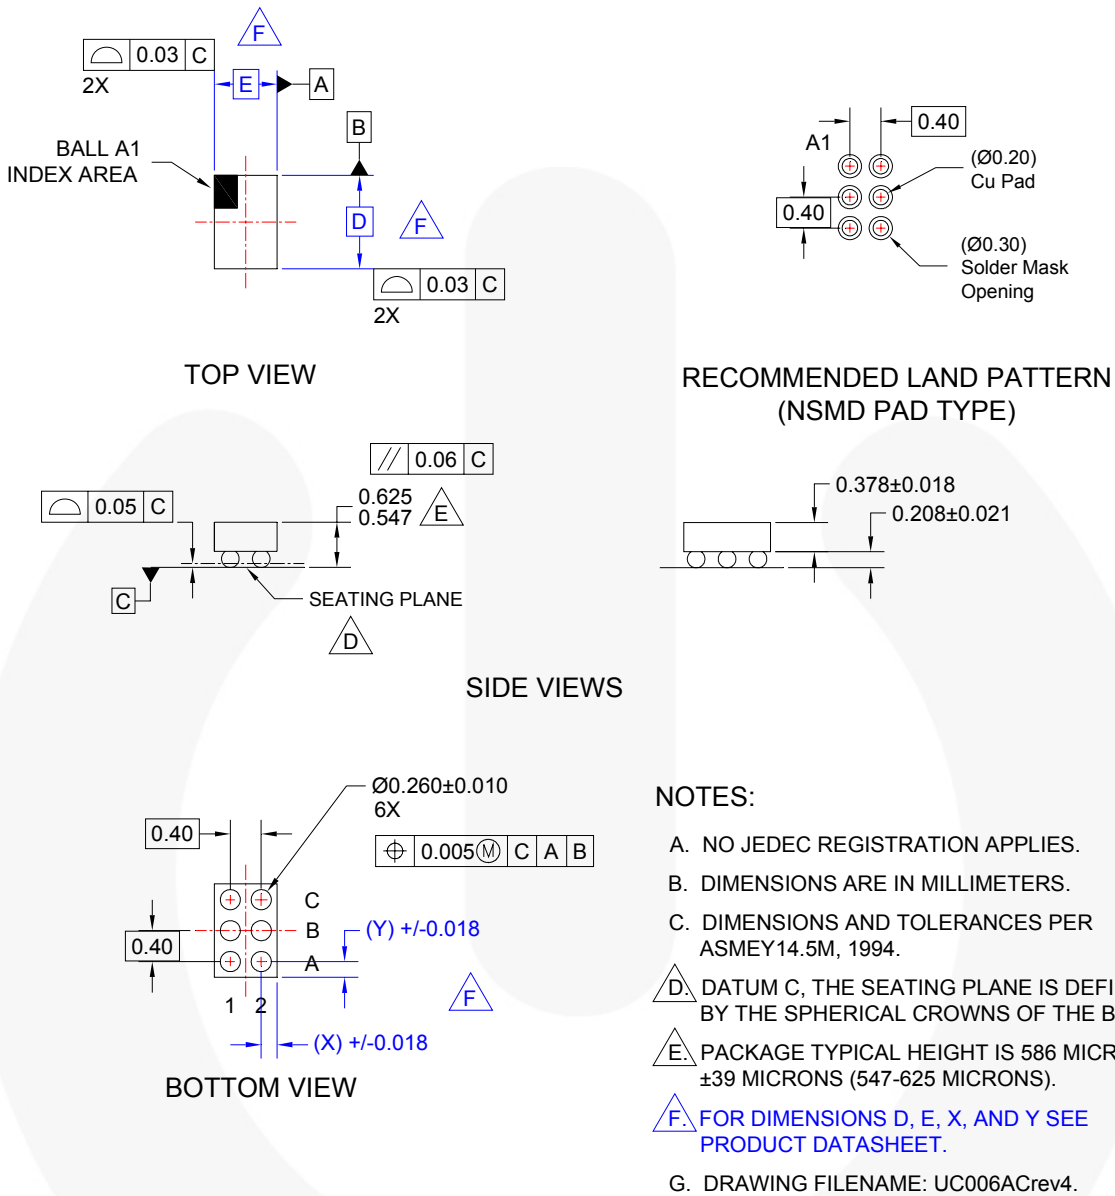 F
0.03 C
2X
E
A
B
BALL A1
INDEX AREA
D
F
0.03 C
2X
TOP VIEW
0.40
A1
(Ø0.20)
Cu Pad
0.40
(Ø0.30)
Solder Mask
Opening
RECOMMENDED LAND PATTERN
(NSMD PAD TYPE)
// 0.06 C
0.05 C
0.625
0.547
E
C
SEATING PLANE
D
0.378±0.018
0.208±0.021
SIDE VIEWS
Ø0.260±0.010
6X
0.40
0.005Ⓜ C A B
C
B
A
0.40
(Y) +/-0.018
F
1 2
(X) +/-0.018
BOTTOM VIEW
NOTES:
A. NO JEDEC REGISTRATION APPLIES.
B. DIMENSIONS ARE IN MILLIMETERS.
C. DIMENSIONS AND TOLERANCES PER
ASMEY14.5M, 1994.
D. DATUM C, THE SEATING PLANE IS
BY THE SPHERICAL CROWNS OF THE
E. PACKAGE TYPICAL HEIGHT IS 586
±39 MICRONS (547-625 MICRONS).
F. FOR DIMENSIONS D, E, X, AND Y SEE
PRODUCT DATASHEET.
G. DRAWING FILENAME: UC006ACrev4.